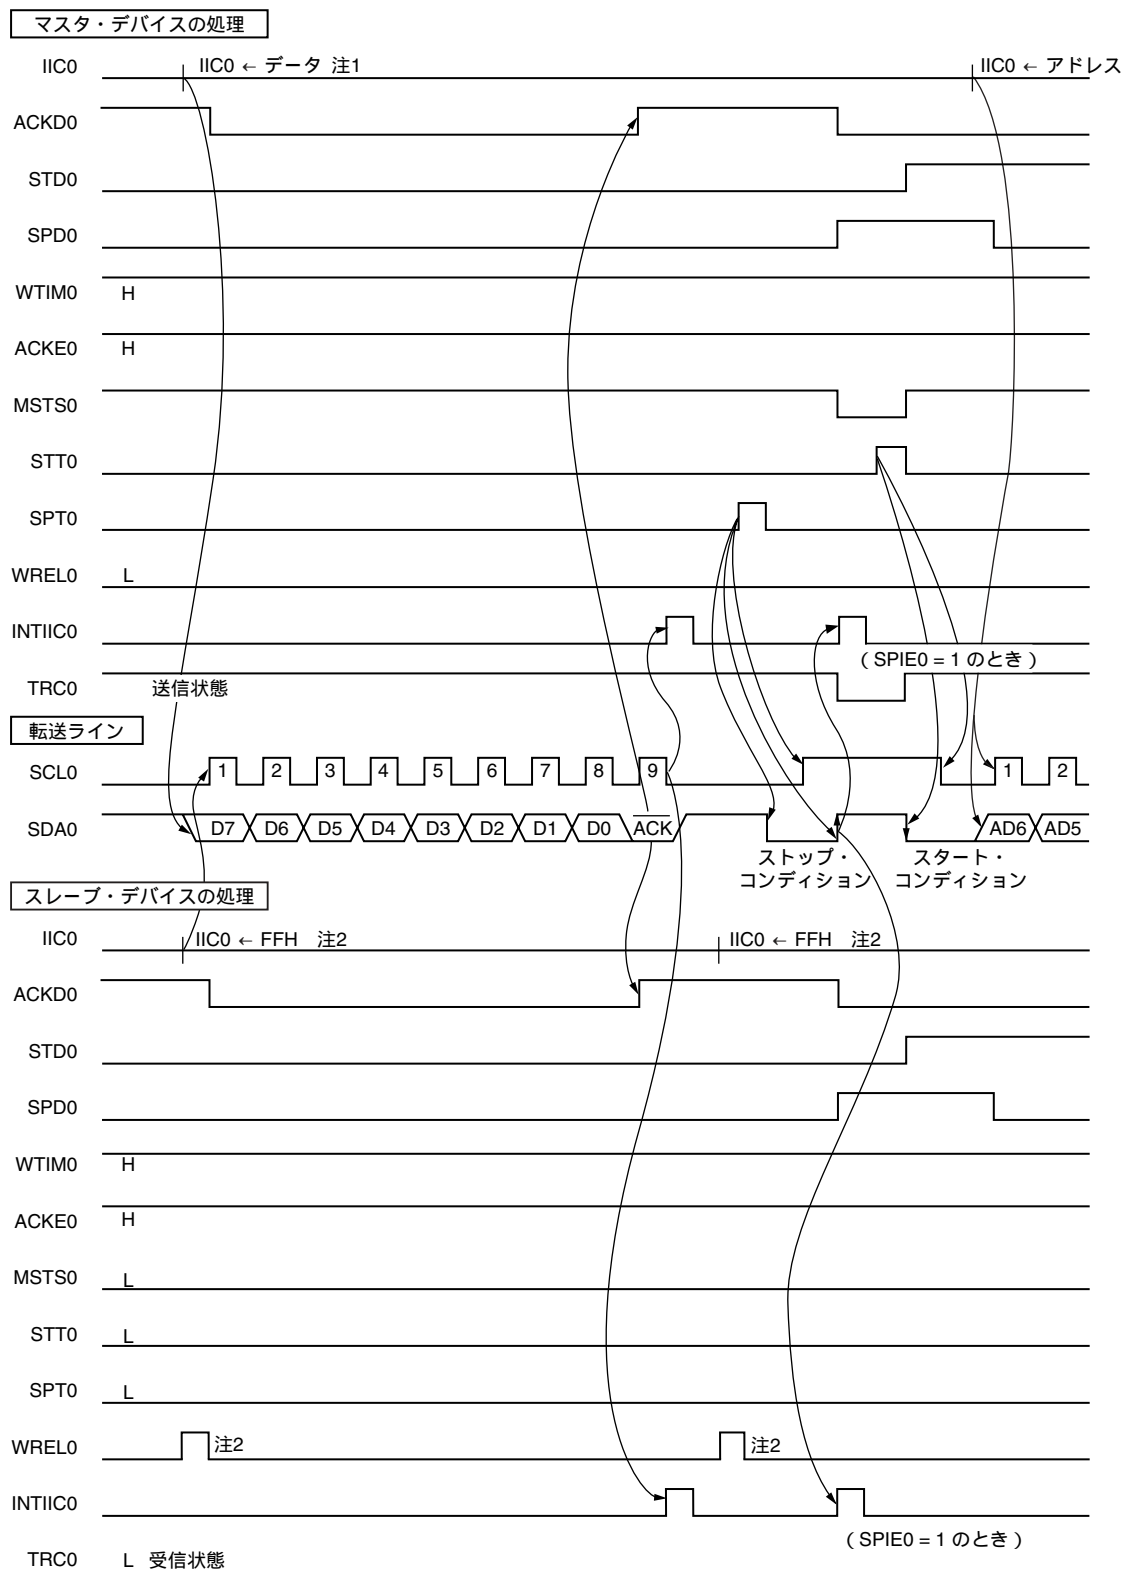 マスタ・デバイスの処理
IIC0 IIC0 ← データ 注1 IIC0 ← アドレス
ACKD0
STD0
SPD0
WTIM0 H
ACKE0 H
MSTS0
STT0
SPT0
WREL0 L
INTIIC0
（SPIE0 = 1 のとき）
TRC0 送信状態
転送ライン
SCL0 1 2 3 4 5 6 7 8 9 1 2
SDA0 D7 D6 D5 D4 D3 D2 D1 D0 ACK AD6 AD5
ストップ・ スタート・
コンディション コンディション
スレーブ・デバイスの処理
IIC0 IIC0 ← FFH 注2 IIC0 ← FFH 注2
ACKD0
STD0
SPD0
WTIM0 H
ACKE0 H
MSTS0 L
STT0 L
SPT0 L
WREL0 注2 注2
INTIIC0
（SPIE0 = 1 のとき）
TRC0 L 受信状態